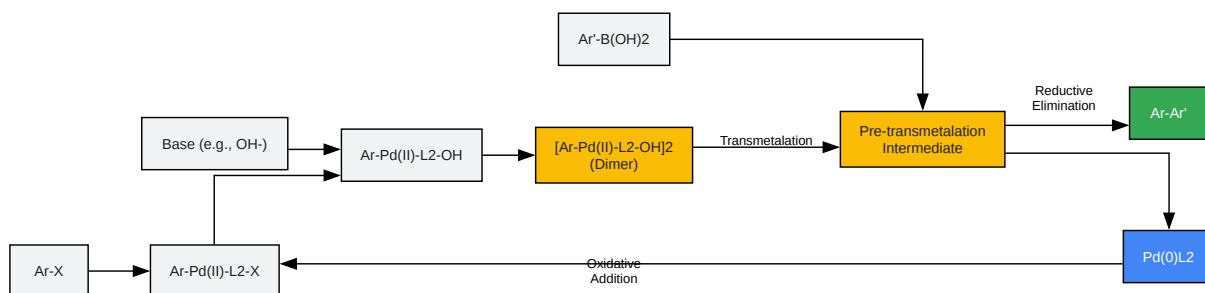 Ar'-B(OH)2
Reductive
Elimination
Ar-Ar'
Base (e.g., OH-)
Ar-Pd(II)-L2-OH
[Ar-Pd(II)-L2-OH]2
(Dimer)
Transmetalation
Pre-transmetalation
Intermediate
Ar-X
Ar-Pd(II)-L2-X
Oxidative
Addition
Pd(0)L2